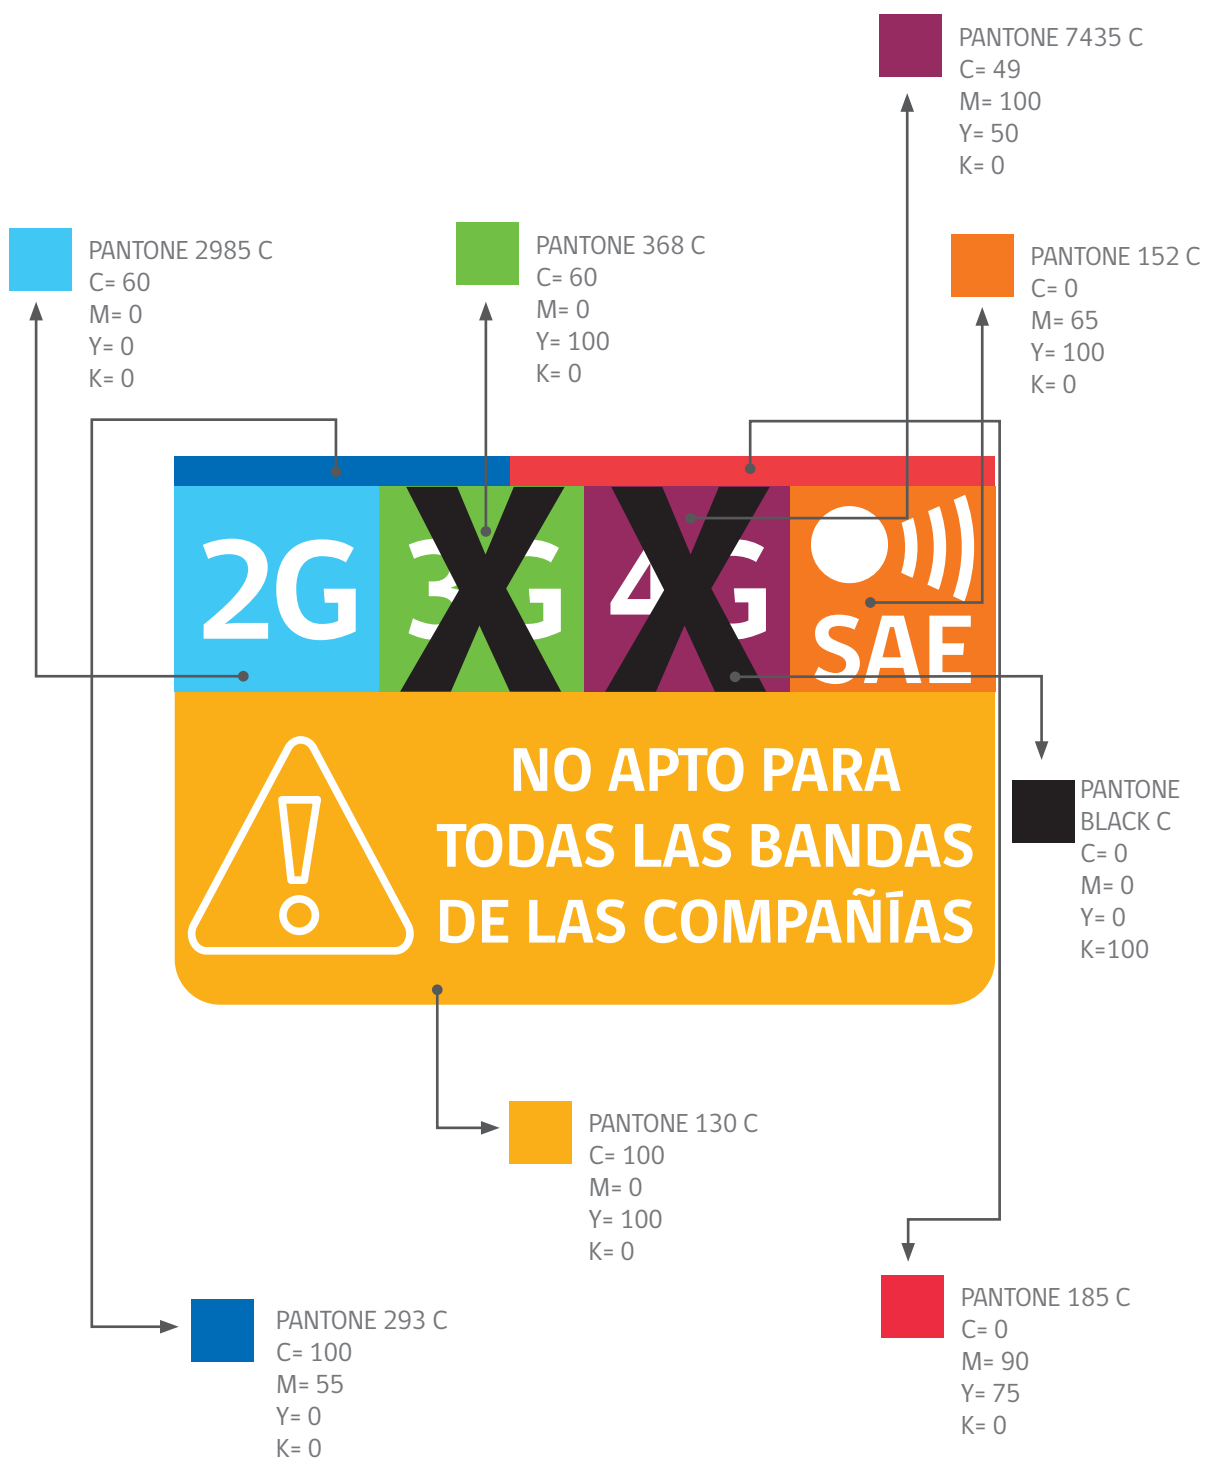 PANTONE 7435 C
C= 49
M= 100
Y= 50
K= 0
PANTONE 2985 C
C= 60
M= 0
Y= 0
K= 0
PANTONE 368 C
C= 60
M= 0
Y= 100
K= 0
PANTONE 152 C
C= 0
M= 65
Y= 100
K= 0
2G
3G
4G
SAE
NO APTO PARA
TODAS LAS BANDAS
DE LAS COMPAÑÍAS
PANTONE
BLACK C
C= 0
M= 0
Y= 0
K=100
PANTONE 130 C
C= 100
M= 0
Y= 100
K= 0
PANTONE 293 C
C= 100
M= 55
Y= 0
K= 0
PANTONE 185 C
C= 0
M= 90
Y= 75
K= 0